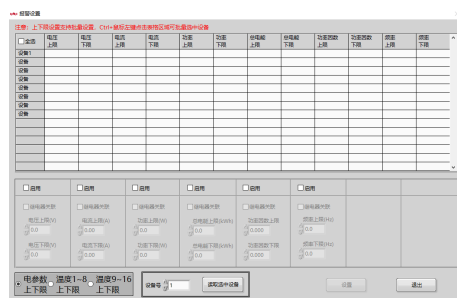 报警设置
注意：上下限设置支持批量设置，Ctrl+鼠标左键点击表格区域可批量选中设备
全选 电压上限 电压下限 电流上限 电流下限 功率上限 功率下限 总电能上限 总电能下限 功率因数上限 功率因数下限 频率上限 频率下限
设备1
设备
设备
设备
设备
设备
设备
设备
启用 启用 启用 启用 启用 启用
继电器关联 继电器关联 继电器关联 继电器关联 继电器关联 继电器关联
电压上限(V) 电流上限(A) 功率上限(W) 总电能上限(kWh) 功率因数上限 频率上限(Hz)
0.0 0.000 0.0 0.0 0.000 0.0
电压下限(V) 电流下限(A) 功率下限(W) 总电能下限(kWh) 功率因数下限 频率下限(Hz)
0.0 0.000 0.0 0.0 0.000 0.0
电参数上下限 温度1~8上下限 温度9~16上下限
设备号 1 读取选中设备 设置 退出